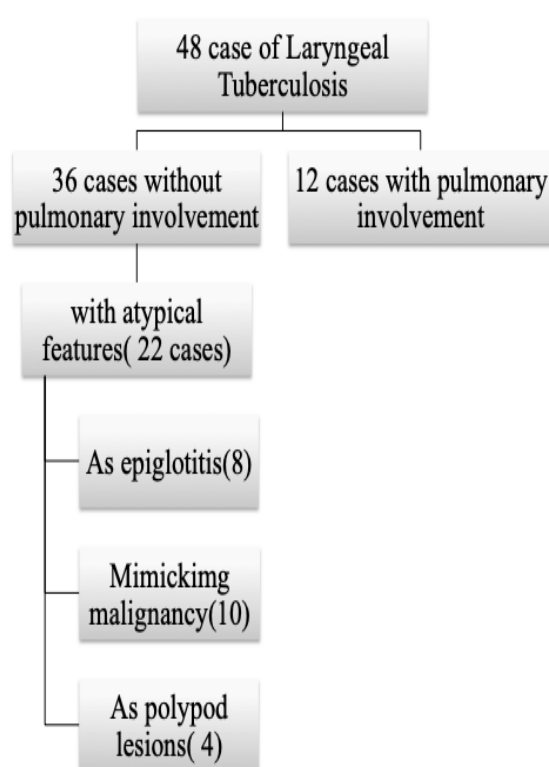 48 case of Laryngeal
Tuberculosis
36 cases without
pulmonary involvement
12 cases with pulmonary
involvement
with atypical
features( 22 cases)
As epiglotitis(8)
Mimickimg
malignancy(10)
As polypod
lesions( 4)